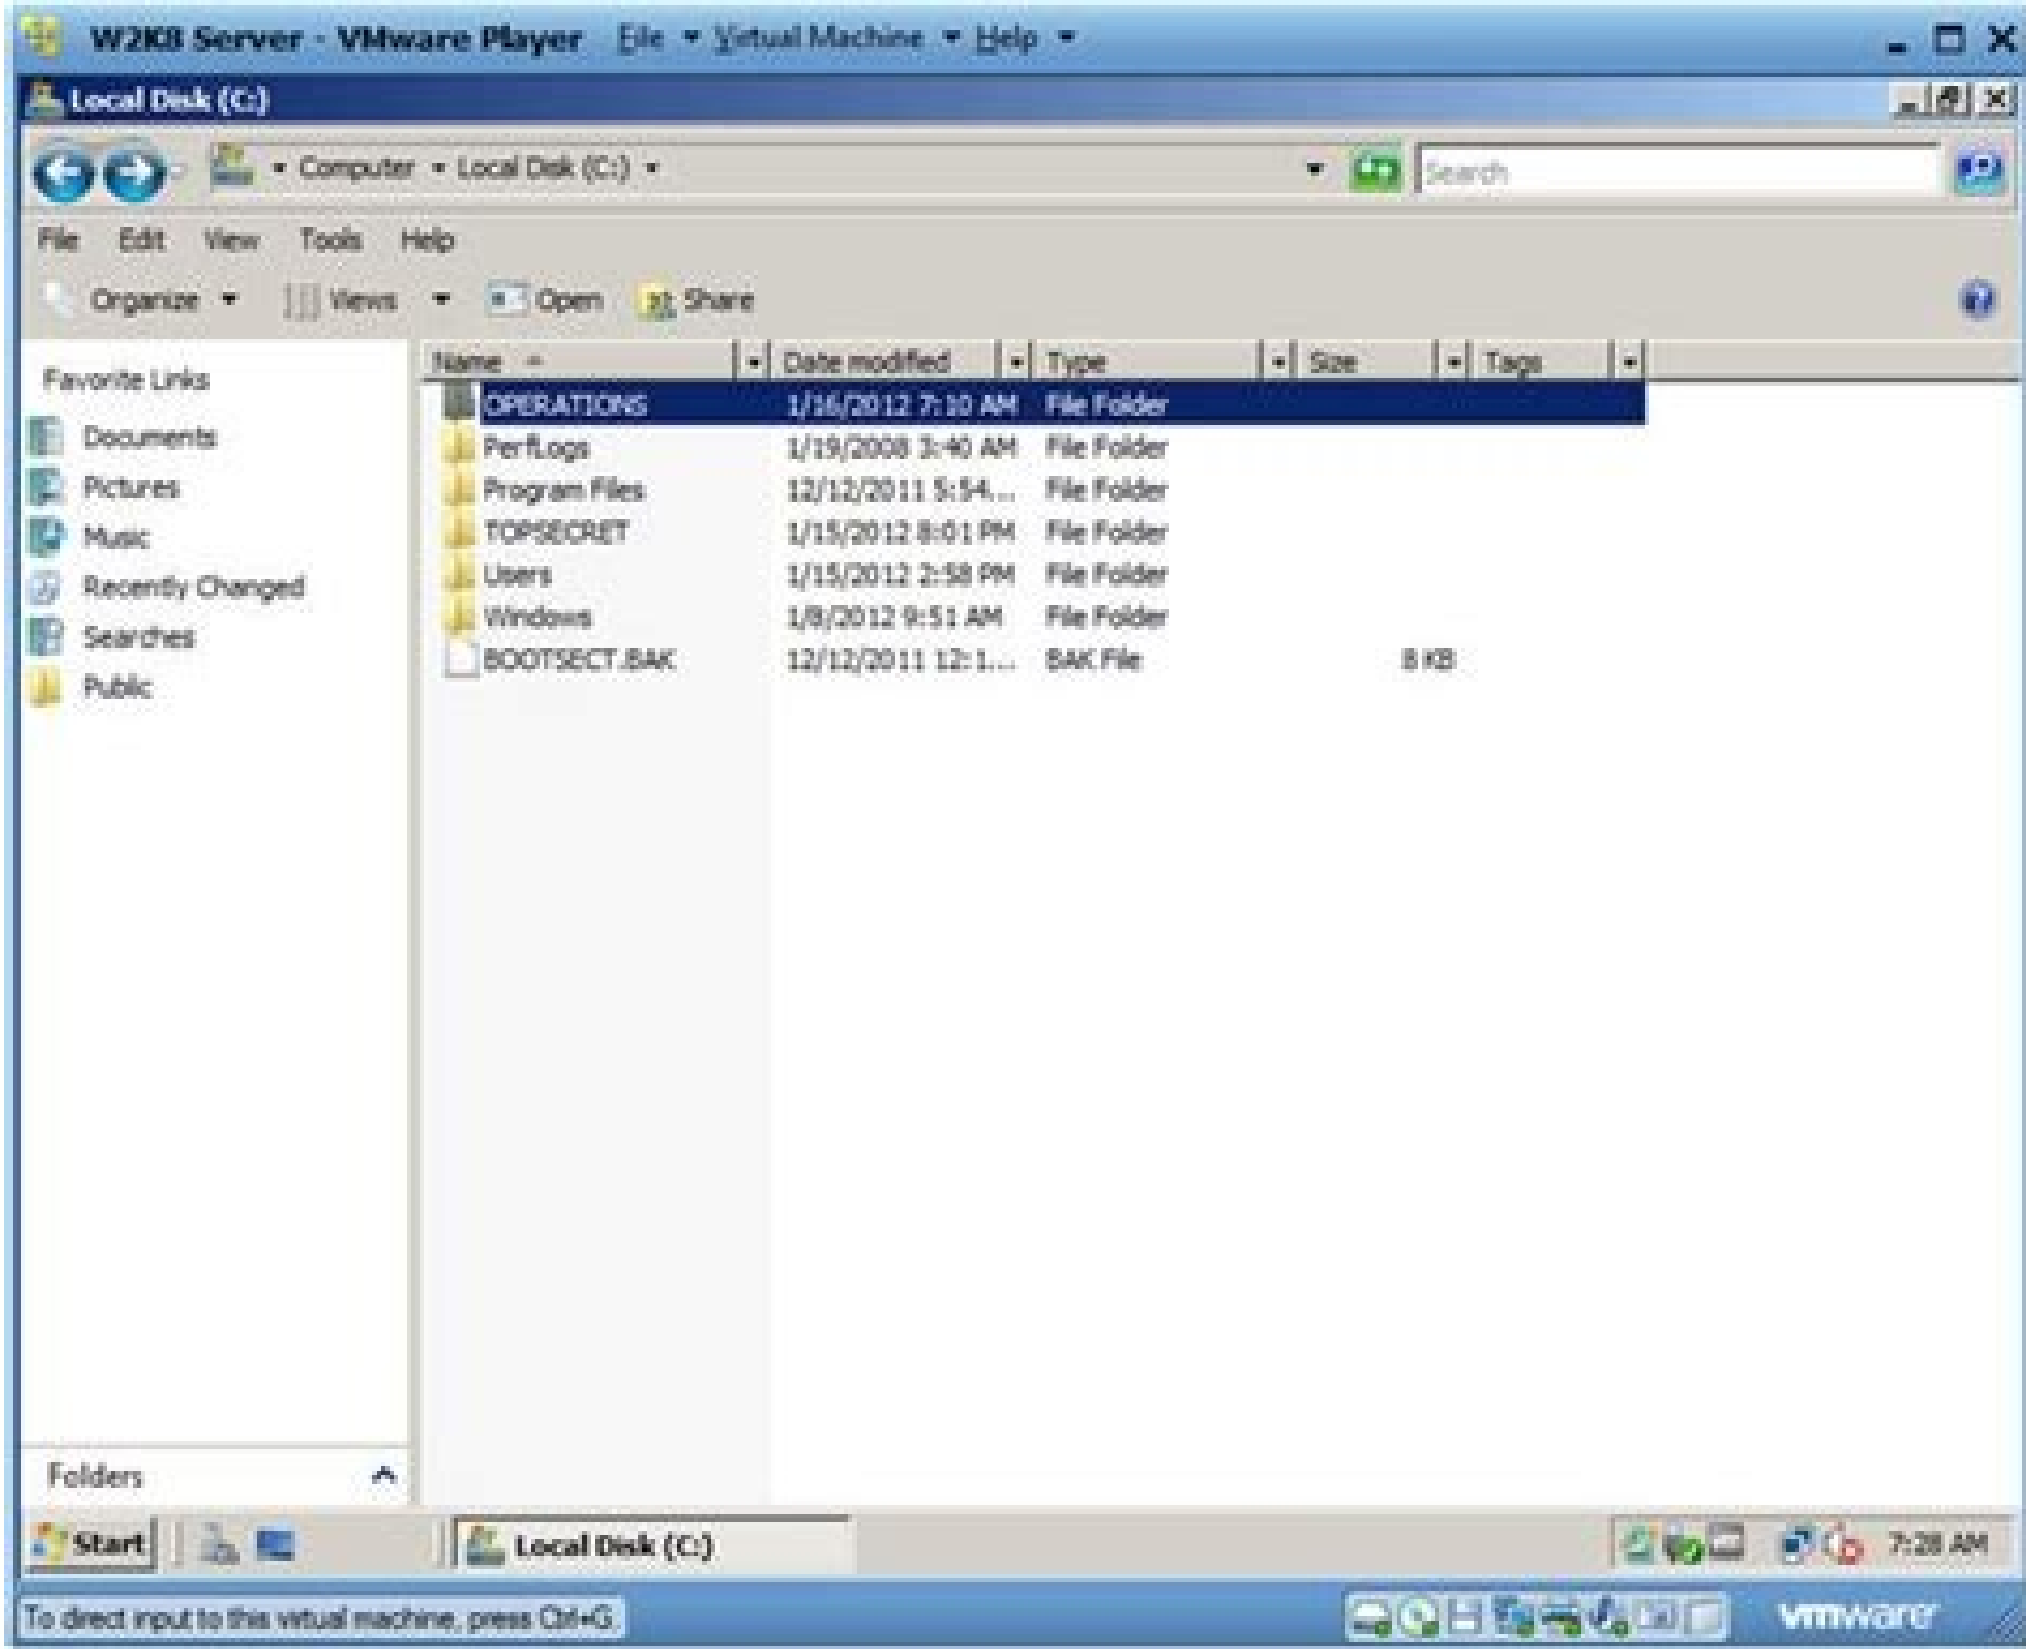 W2K8 Server - VMware Player File Virtual Machine Help
Local Disk (C:)
Computer Local Disk (C:) Search
File Edit View Tools Help
Organize Views Open Share
Favorite Links
Documents
Pictures
Music
Recently Changed
Searches
Public
Name Date modified Type Size Tags
OPERATIONS 1/16/2012 7:10 AM File Folder
PerfLogs 1/19/2008 3:40 AM File Folder
Program Files 12/12/2011 5:54... File Folder
TOPSECRET 1/15/2012 8:01 PM File Folder
Users 1/15/2012 2:58 PM File Folder
Windows 1/8/2012 9:51 AM File Folder
BOOTSECT.BAK 12/12/2011 12:1... BAK File 8 KB
Folders
Start Local Disk (C:) 7:28 AM
To direct input to this virtual machine, press Ctrl+G.
vmware